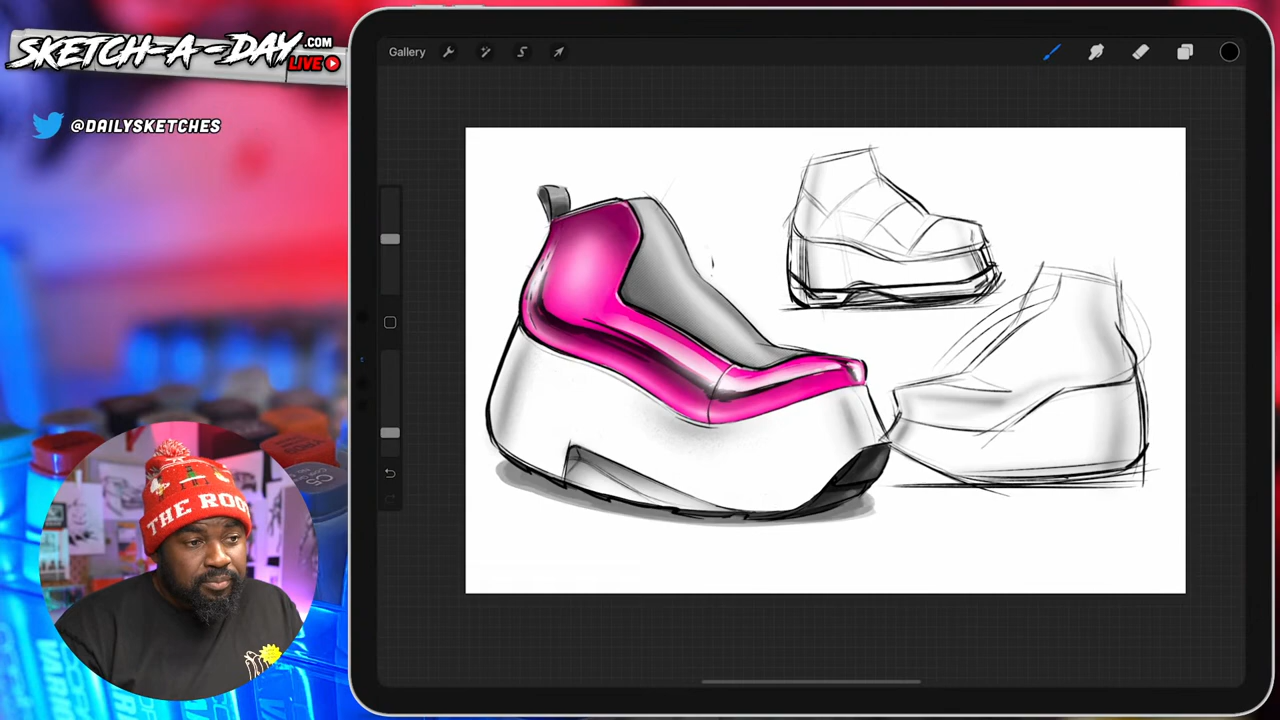 SKETCH-A-DAY.COM
LIVE
@DAILYSKETCHES
Gallery
THE ROO